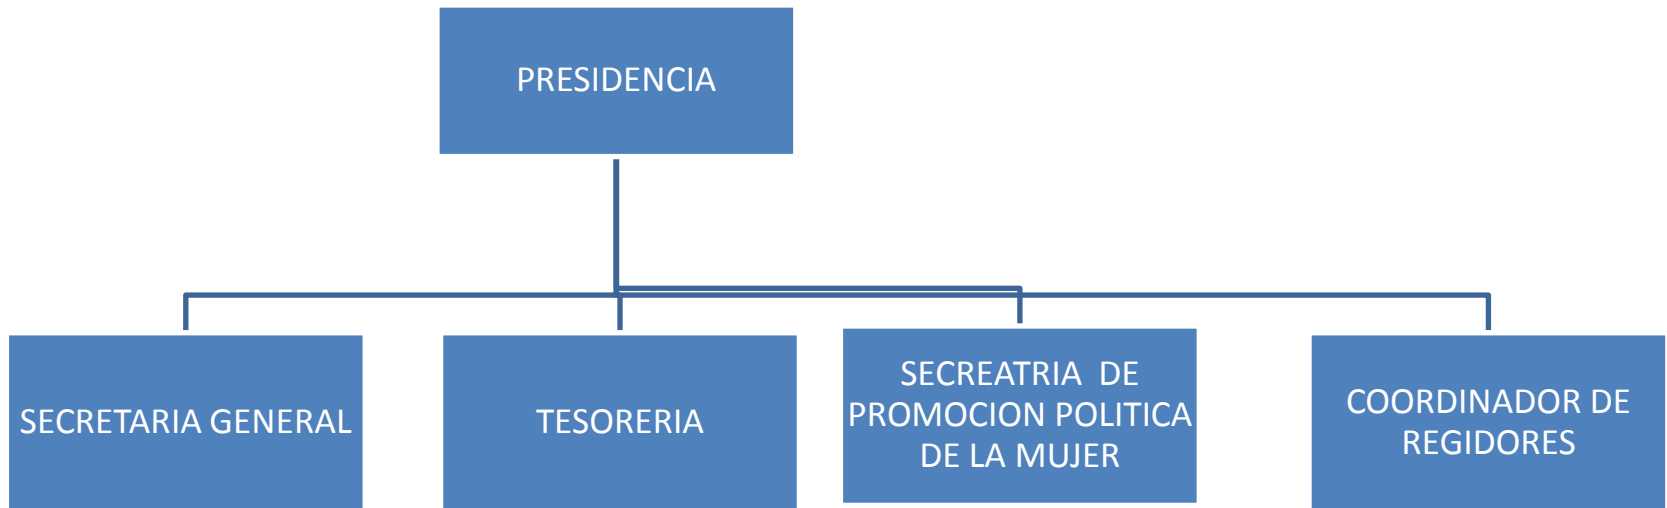 PRESIDENCIA
SECRETARIA GENERAL
TESORERIA
SECREATRIA DE
PROMOCION POLITICA
DE LA MUJER
COORDINADOR DE
REGIDORES